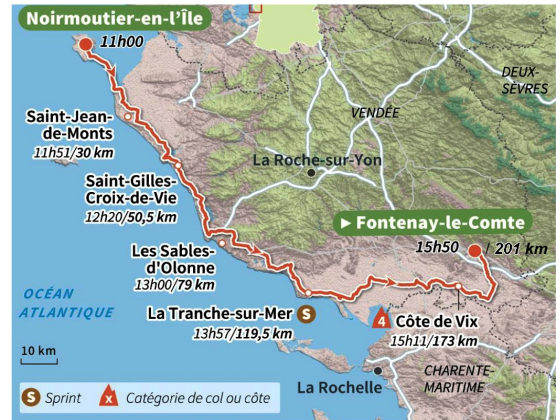 Noirmoutier-en-l'Île
11h00
DEUX-
SÈVRES
VENDÉE
Saint-Jean-
de-Monts
11h51/30 km
La Roche-sur-Yon
Saint-Gilles-
Croix-de-Vie
12h20/50,5 km
► Fontenay-le-Comte
15h50 / 201 km
Les Sables-
d'Olonne
13h00/79 km
OCÉAN
ATLANTIQUE
La Tranche-sur-Mer S
13h57/119,5 km
4 Côte de Vix
15h11/173 km
10 km
CHARENTE-
MARITIME
La Rochelle
S Sprint x Catégorie de col ou côte